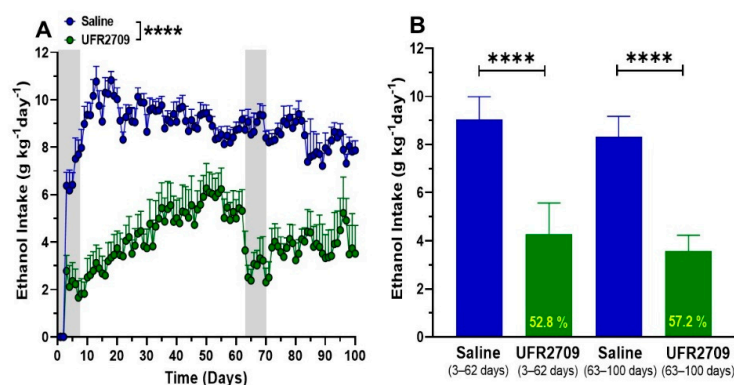 A
Saline
UFR2709
****
Ethanol Intake (g kg⁻¹day⁻¹)
12
10
8
6
4
2
0
0 10 20 30 40 50 60 70 80 90 100
Time (Days)
B
Ethanol Intake (g kg⁻¹day⁻¹)
12
10
8
6
4
2
0
**** ****
52.8 % 57.2 %
Saline UFR2709 Saline UFR2709
(3–62 days) (3–62 days) (63–100 days) (63–100 days)